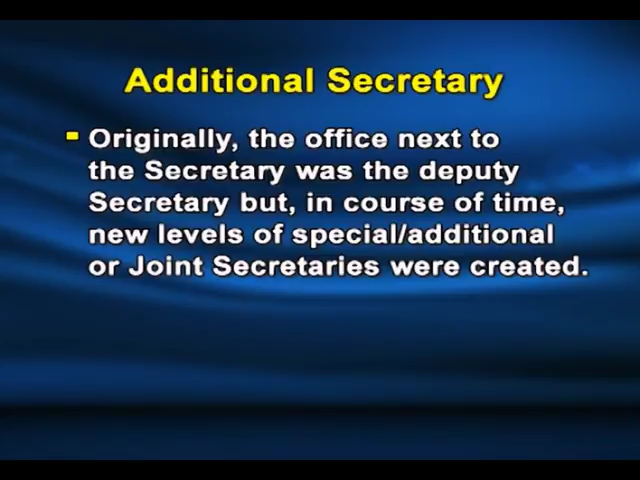 Additional Secretary
Originally, the office next to
the Secretary was the deputy
Secretary but, in course of time,
new levels of special/additional
or Joint Secretaries were created.